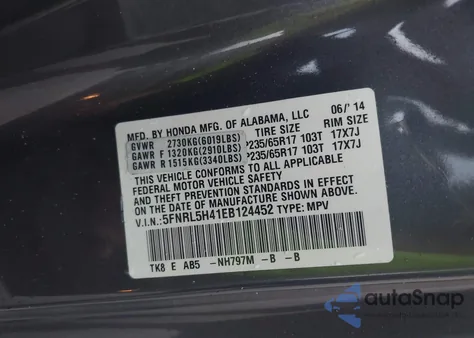 MFD. BY HONDA MFG. OF ALABAMA, LLC 06/'14
GVWR 2730KG(6019LBS) TIRE SIZE RIM SIZE
GAWR F 1320KG(2910LBS) P235/65R17 103T 17X7J
GAWR R 1515KG(3340LBS) P235/65R17 103T 17X7J
THIS VEHICLE CONFORMS TO ALL APPLICABLE
FEDERAL MOTOR VEHICLE SAFETY
AND THEFT PREVENTION STANDARDS IN EFFECT
ON THE DATE OF MANUFACTURE SHOWN ABOVE.
V.I.N.: 5FNRL5H41EB124452 TYPE: MPV
TK8 E AB5 -NH797M -B -B
autoSnap